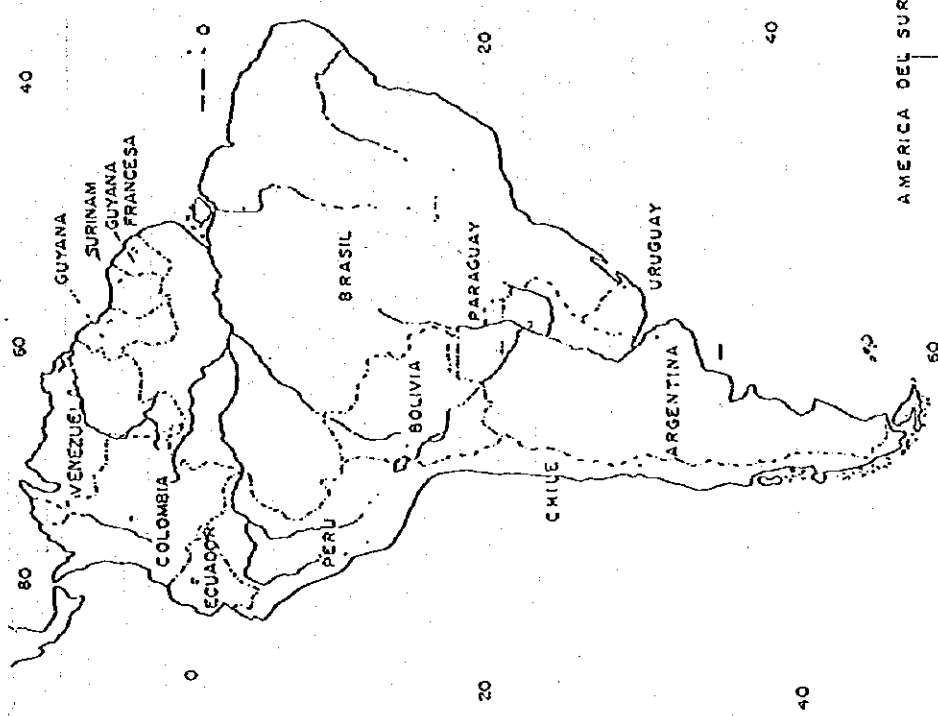 80
60
40
GUYANA
SURINAM
GUYANA
FRANCESA
VENEZUELA
COLOMBIA
ECUADOR
0
0
PERU
BRASIL
BOLIVIA
PARAGUAY
20
20
CHILE
ARGENTINA
URUGUAY
40
40
60
AMERICA DEL SUR